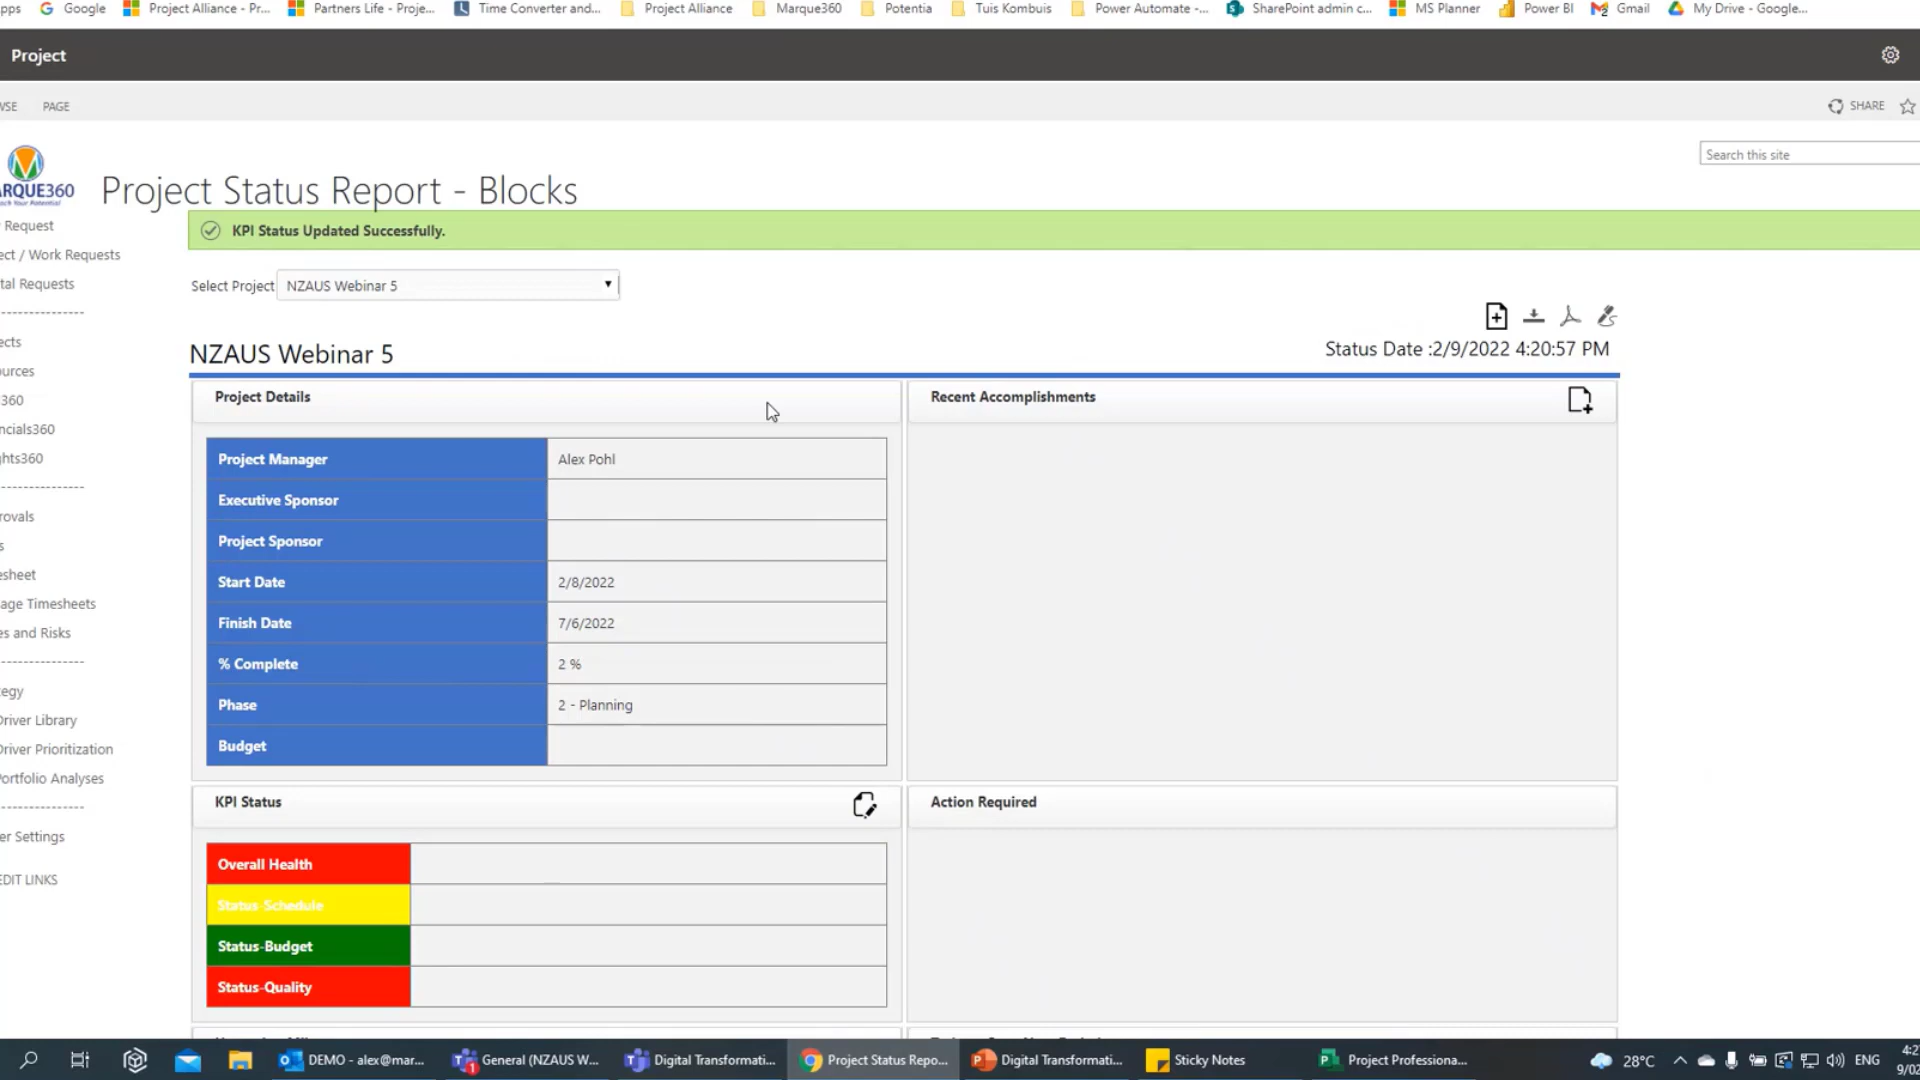 Google
Project Alliance - Pr...
Partners Life - Proje...
Time Converter and...
Project Alliance
Marque360
Potentia
Tuis Kombuis
Power Automate -...
SharePoint admin c...
MS Planner
Power BI
Gmail
My Drive - Google...
Project
PAGE
SHARE
Search this site
Project Status Report - Blocks
KPI Status Updated Successfully.
Select Project
NZAUS Webinar 5
NZAUS Webinar 5
Status Date :2/9/2022 4:20:57 PM
Project Details
Project Manager Alex Pohl
Executive Sponsor
Project Sponsor
Start Date 2/8/2022
Finish Date 7/6/2022
% Complete 2 %
Phase 2 - Planning
Budget
Recent Accomplishments
KPI Status
Overall Health
Status-Schedule
Status-Budget
Status-Quality
Action Required
ARQUE360
Request
ect / Work Requests
tal Requests
----------------
ects
ources
360
ncials360
ghts360
----------------
rovals
s
esheet
age Timesheets
es and Risks
----------------
egy
Driver Library
Driver Prioritization
Portfolio Analyses
----------------
er Settings
EDIT LINKS
DEMO - alex@mar...
1
General (NZAUS W...
Digital Transformati...
Project Status Repo...
Digital Transformati...
Sticky Notes
Project Professiona...
28°C
ENG